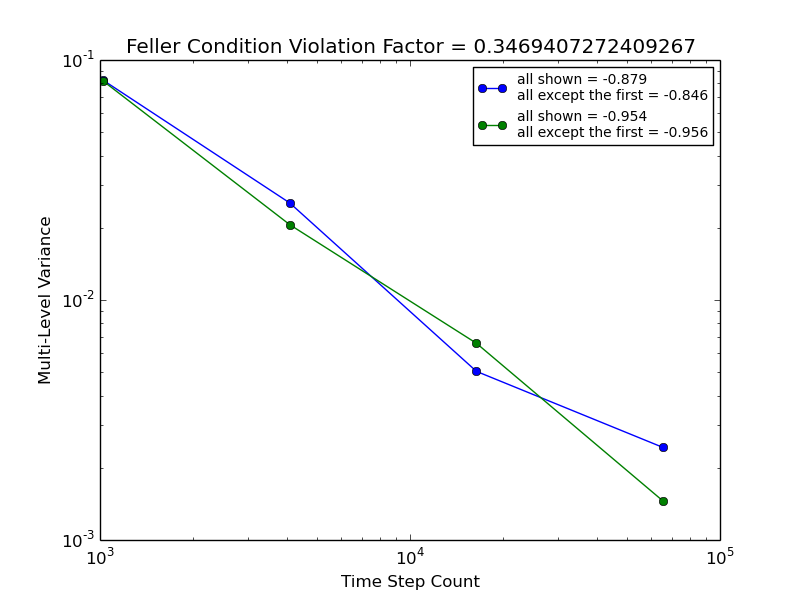 Feller Condition Violation Factor = 0.3469407272409267
10^-1
all shown = -0.879
all except the first = -0.846
all shown = -0.954
all except the first = -0.956
Multi-Level Variance
10^-2
10^-3
10^3
10^4
10^5
Time Step Count